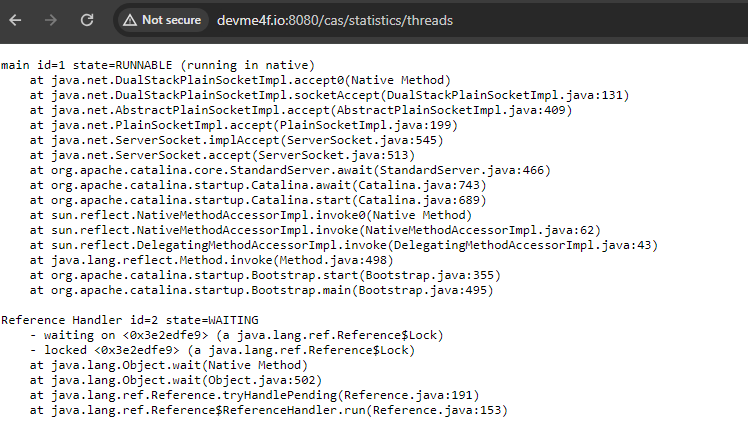 Not secure devme4f.io:8080/cas/statistics/threads
main id=1 state=RUNNABLE (running in native)
at java.net.DualStackPlainSocketImpl.accept0(Native Method)
at java.net.DualStackPlainSocketImpl.socketAccept(DualStackPlainSocketImpl.java:131)
at java.net.AbstractPlainSocketImpl.accept(AbstractPlainSocketImpl.java:409)
at java.net.PlainSocketImpl.accept(PlainSocketImpl.java:199)
at java.net.ServerSocket.implAccept(ServerSocket.java:545)
at java.net.ServerSocket.accept(ServerSocket.java:513)
at org.apache.catalina.core.StandardServer.await(StandardServer.java:466)
at org.apache.catalina.startup.Catalina.await(Catalina.java:743)
at org.apache.catalina.startup.Catalina.start(Catalina.java:689)
at sun.reflect.NativeMethodAccessorImpl.invoke0(Native Method)
at sun.reflect.NativeMethodAccessorImpl.invoke(NativeMethodAccessorImpl.java:62)
at sun.reflect.DelegatingMethodAccessorImpl.invoke(DelegatingMethodAccessorImpl.java:43)
at java.lang.reflect.Method.invoke(Method.java:498)
at org.apache.catalina.startup.Bootstrap.start(Bootstrap.java:355)
at org.apache.catalina.startup.Bootstrap.main(Bootstrap.java:495)
Reference Handler id=2 state=WAITING
- waiting on <0x3e2edfe9> (a java.lang.ref.Reference$Lock)
- locked <0x3e2edfe9> (a java.lang.ref.Reference$Lock)
at java.lang.Object.wait(Native Method)
at java.lang.Object.wait(Object.java:502)
at java.lang.ref.Reference.tryHandlePending(Reference.java:191)
at java.lang.ref.Reference$ReferenceHandler.run(Reference.java:153)